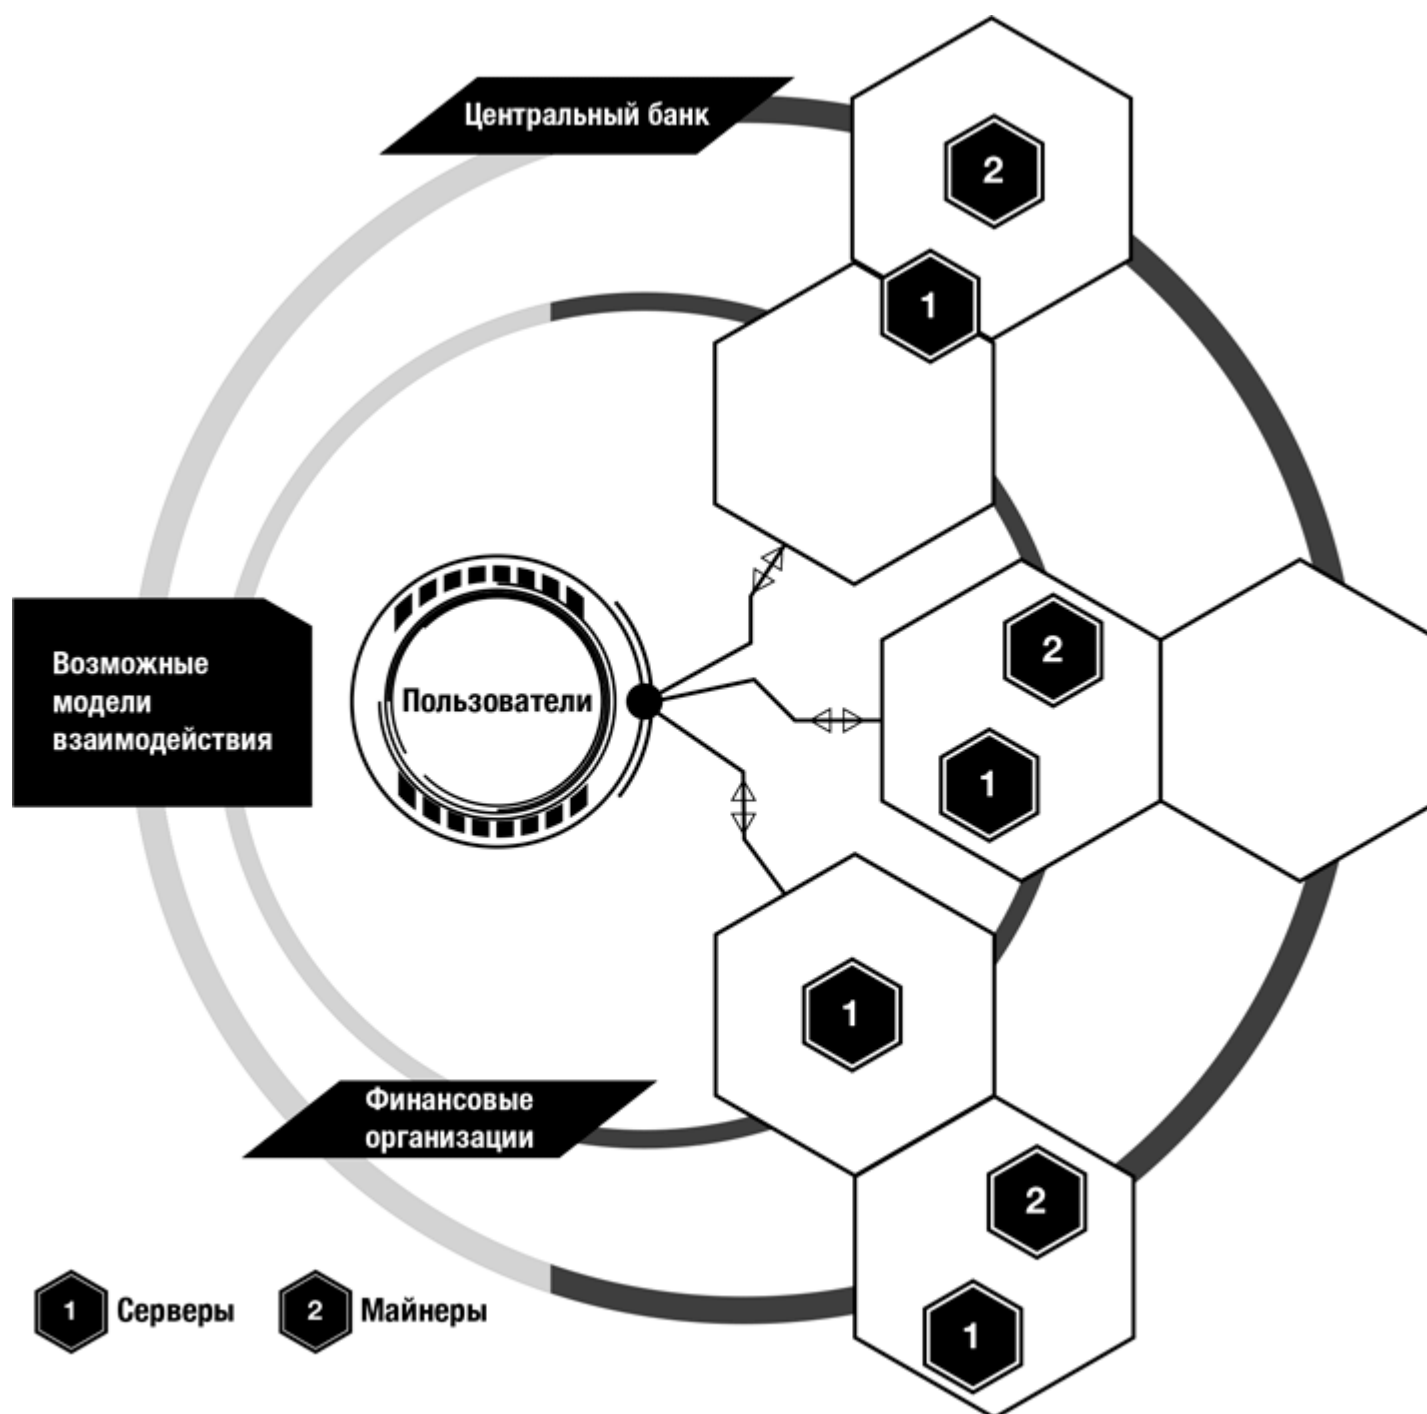 Центральный банк
2
1
Возможные
модели
взаимодействия
Пользователи
2
1
1
Финансовые
организации
2
1
1 Серверы
2 Майнеры